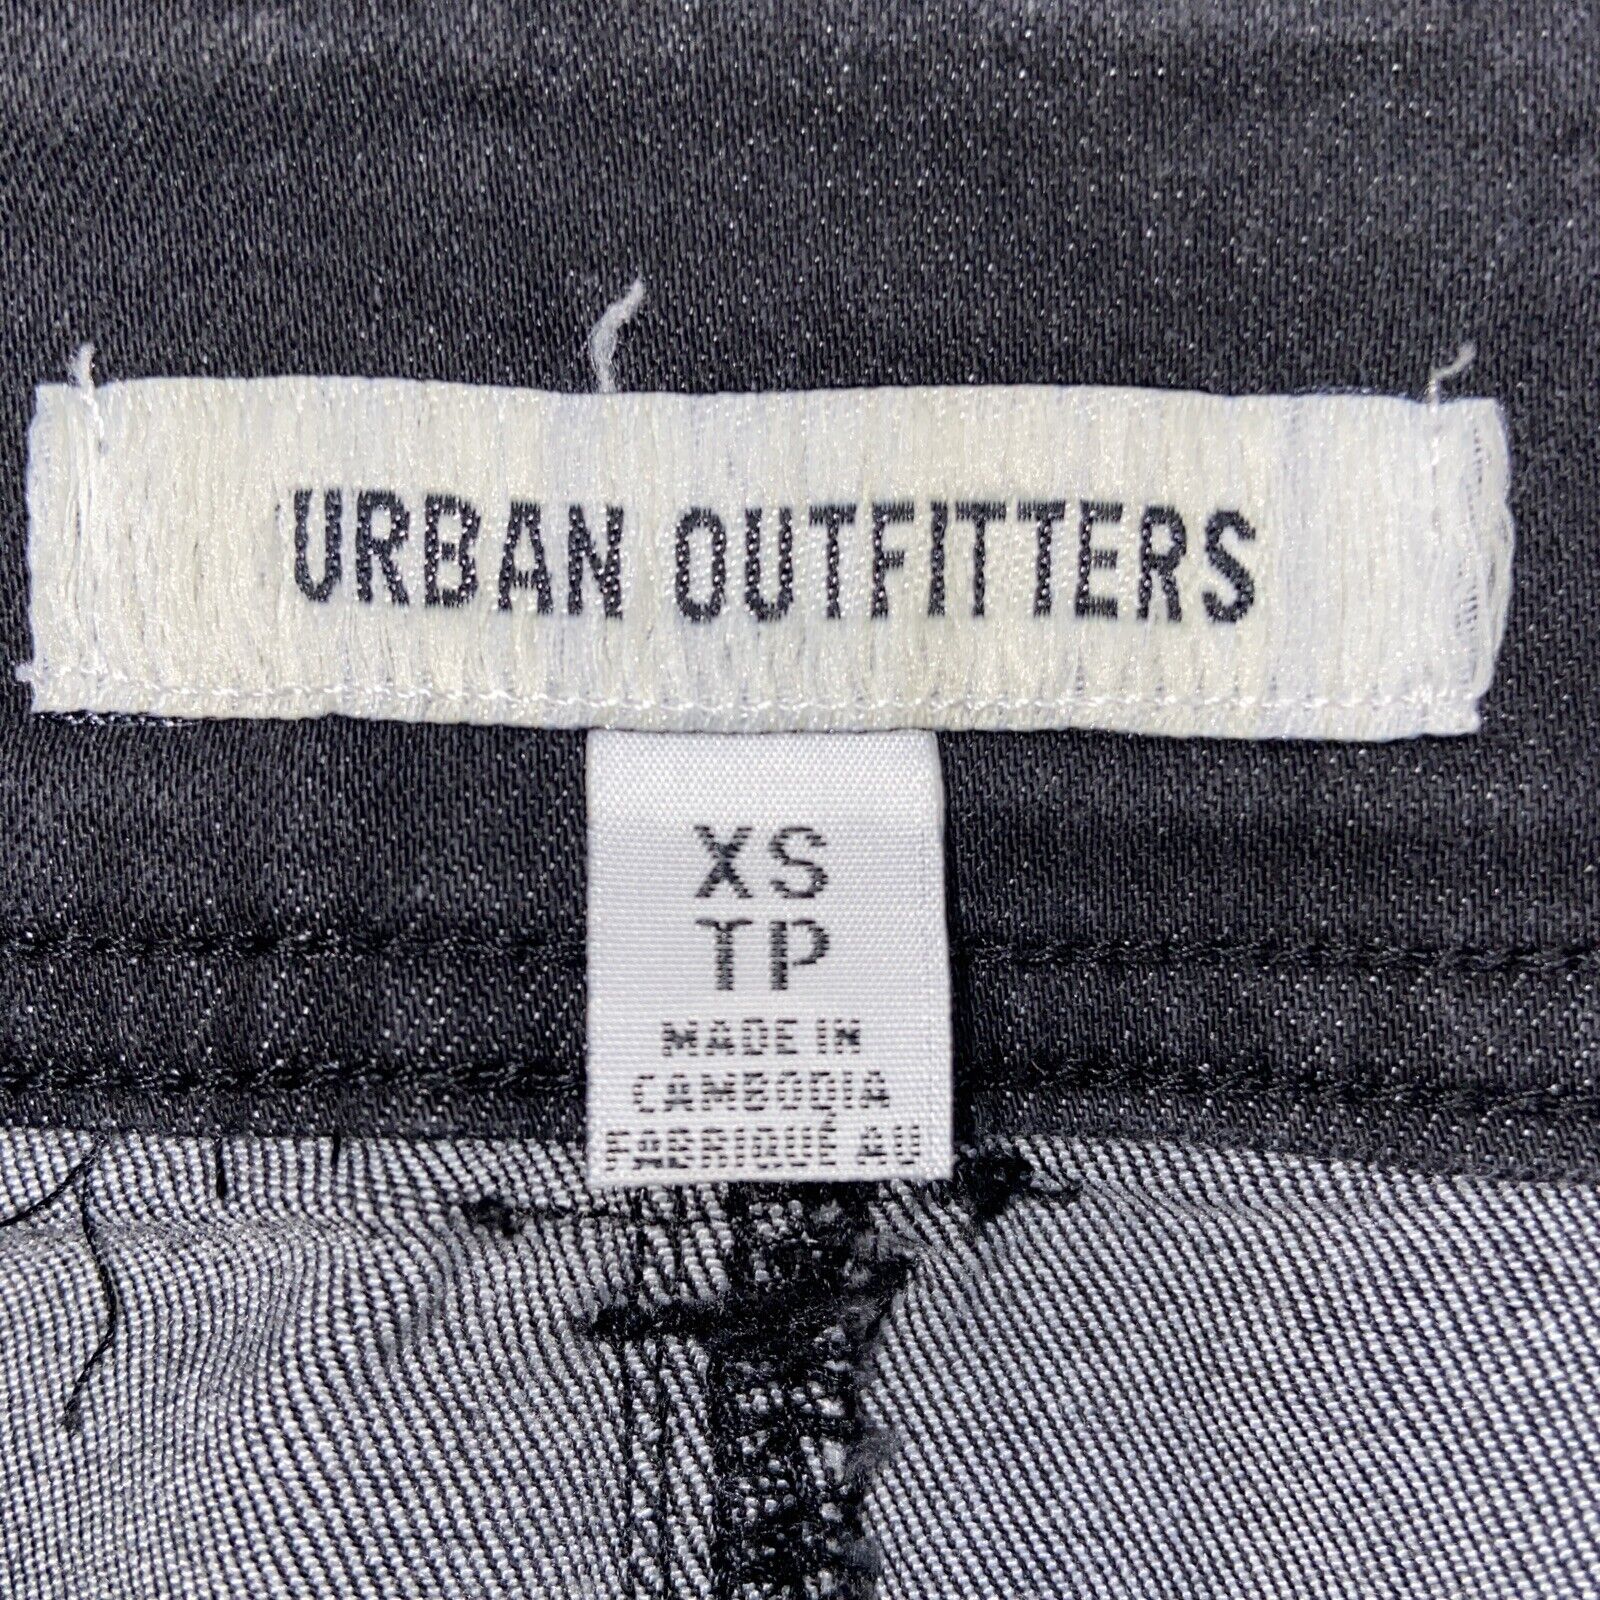 URBAN OUTFITTERS
XS
TP
MADE IN
CAMBODIA
FABRIQUÉ AU